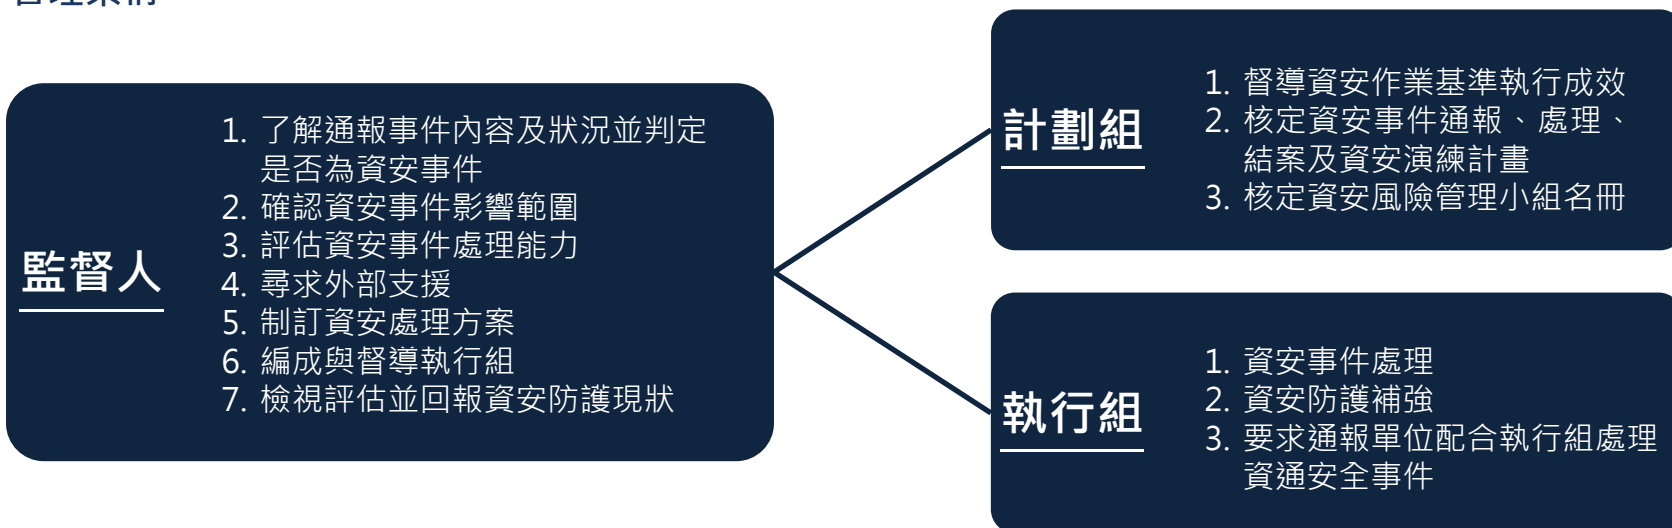 監督人
1. 了解通報事件內容及狀況並判定
是否為資安事件
2. 確認資安事件影響範圍
3. 評估資安事件處理能力
4. 尋求外部支援
5. 制訂資安處理方案
6. 編成與督導執行組
7. 檢視評估並回報資安防護現狀
計劃組
1. 督導資安作業基準執行成效
2. 核定資安事件通報、處理、
結案及資安演練計畫
3. 核定資安風險管理小組名冊
執行組
1. 資安事件處理
2. 資安防護補強
3. 要求通報單位配合執行組處理
資通安全事件